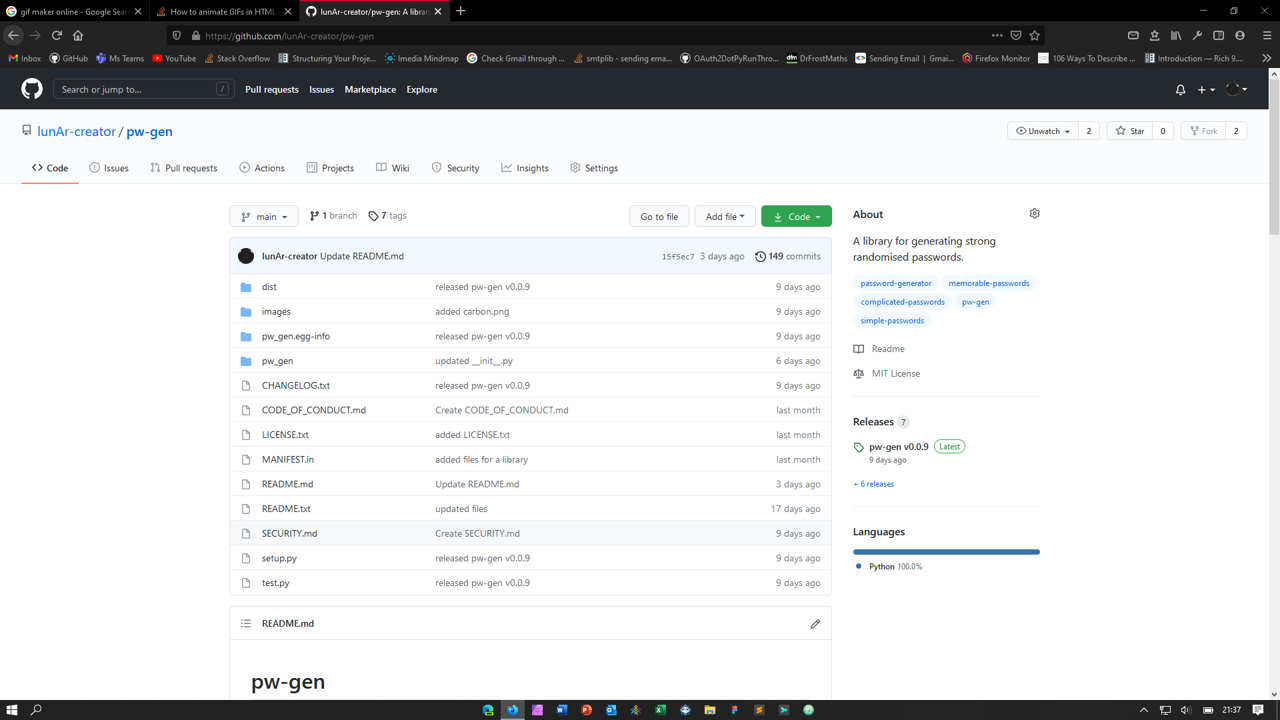 gif maker online - Google Sear
How to animate GIFs in HTML
lunAr-creator/pw-gen: A library
https://github.com/lunAr-creator/pw-gen
Inbox GitHub Ms Teams YouTube Stack Overflow Structuring Your Proje... Imedia Mindmap Check Gmail through ... smtplib - sending ema... OAuth2DotPyRunThro... DrFrostMaths Sending Email | Gmai... Firefox Monitor 106 Ways To Describe ... Introduction — Rich 9....
Search or jump to... / Pull requests Issues Marketplace Explore
lunAr-creator / pw-gen Unwatch 2 Star 0 Fork 2
Code Issues Pull requests Actions Projects Wiki Security Insights Settings
main 1 branch 7 tags Go to file Add file Code
lunAr-creator Update README.md 15f5ec7 3 days ago 149 commits
dist released pw-gen v0.0.9 9 days ago
images added carbon.png 9 days ago
pw_gen.egg-info released pw-gen v0.0.9 9 days ago
pw_gen updated __init__.py 6 days ago
CHANGELOG.txt released pw-gen v0.0.9 9 days ago
CODE_OF_CONDUCT.md Create CODE_OF_CONDUCT.md last month
LICENSE.txt added LICENSE.txt last month
MANIFEST.in added files for a library last month
README.md Update README.md 3 days ago
README.txt updated files 17 days ago
SECURITY.md Create SECURITY.md 9 days ago
setup.py released pw-gen v0.0.9 9 days ago
test.py released pw-gen v0.0.9 9 days ago
README.md
pw-gen
About
A library for generating strong
randomised passwords.
password-generator memorable-passwords
complicated-passwords pw-gen
simple-passwords
Readme
MIT License
Releases 7
pw-gen v0.0.9 Latest
9 days ago
+ 6 releases
Languages
Python 100.0%
21:37